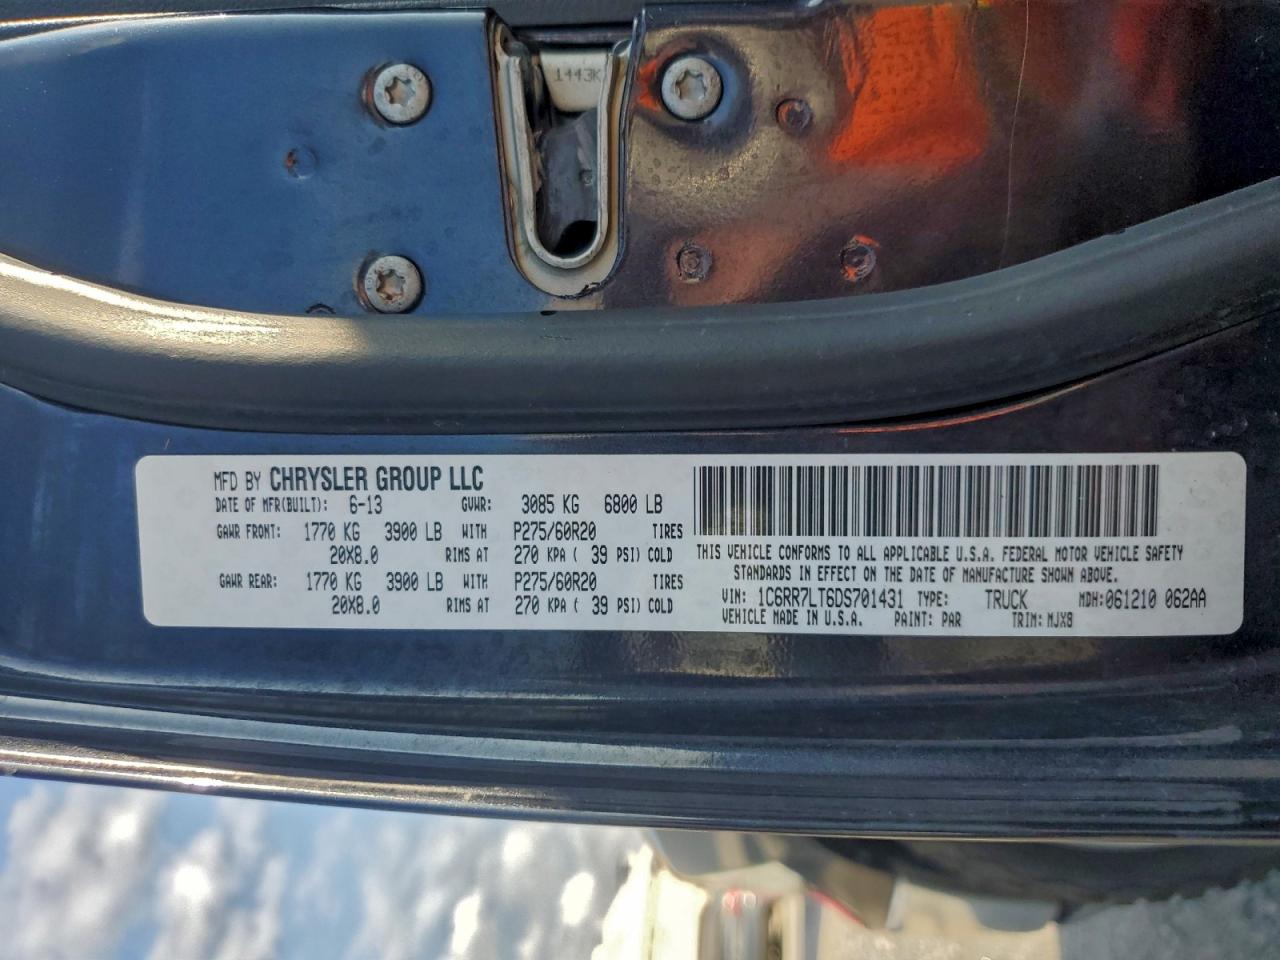 1443K
MFD BY CHRYSLER GROUP LLC
DATE OF MFR(BUILT): 6-13 GVWR: 3085 KG 6800 LB
GAWR FRONT: 1770 KG 3900 LB WITH P275/60R20 TIRES
20X8.0 RIMS AT 270 KPA ( 39 PSI) COLD
GAWR REAR: 1770 KG 3900 LB WITH P275/60R20 TIRES
20X8.0 RIMS AT 270 KPA ( 39 PSI) COLD
THIS VEHICLE CONFORMS TO ALL APPLICABLE U.S.A. FEDERAL MOTOR VEHICLE SAFETY
STANDARDS IN EFFECT ON THE DATE OF MANUFACTURE SHOWN ABOVE.
VIN: 1C6RR7LT6DS701431 TYPE: TRUCK MDH:061210 062AA
VEHICLE MADE IN U.S.A. PAINT: PAR TRIM: MJX8